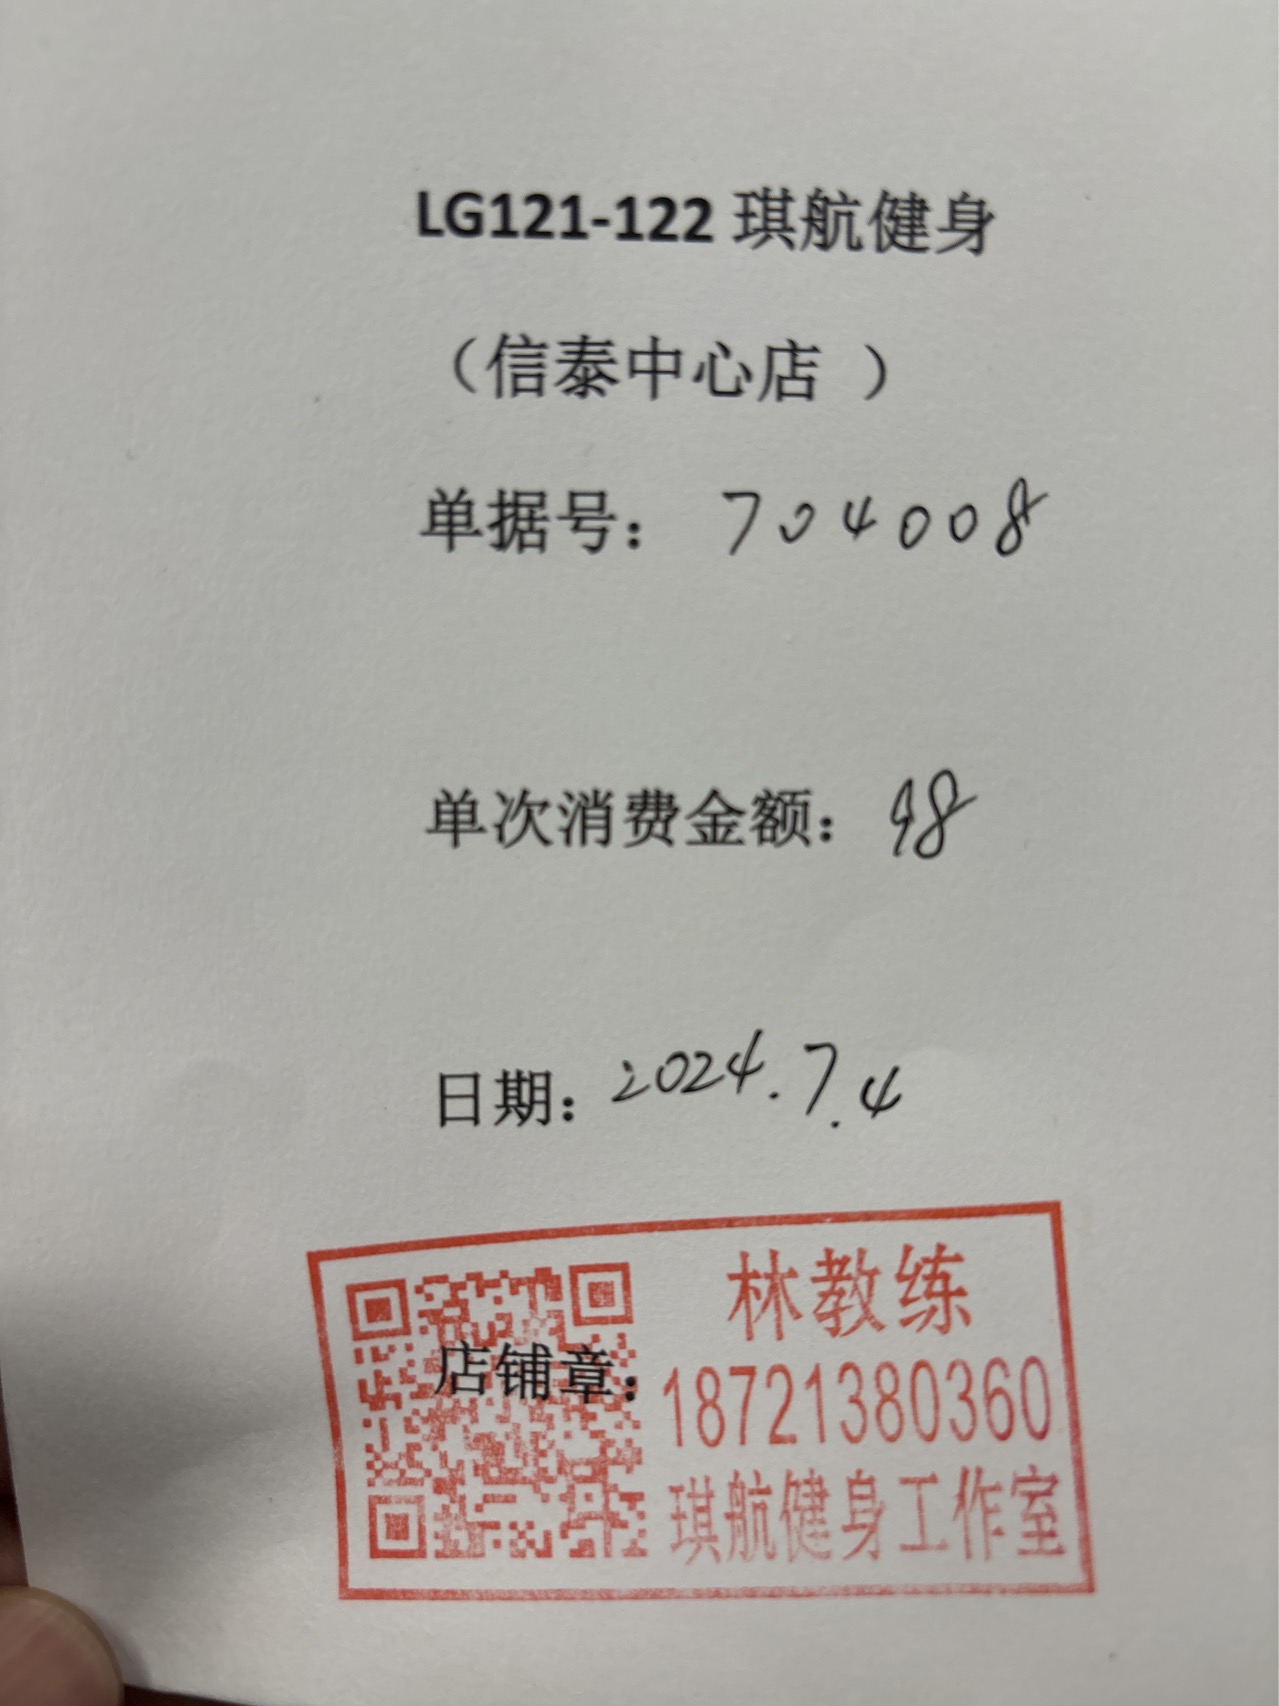 LG121-122 琪航健身
（信泰中心店 ）
单据号： 704008
单次消费金额： 98
日期：2024.7.4
店铺章：
林教练
18721380360
琪航健身工作室